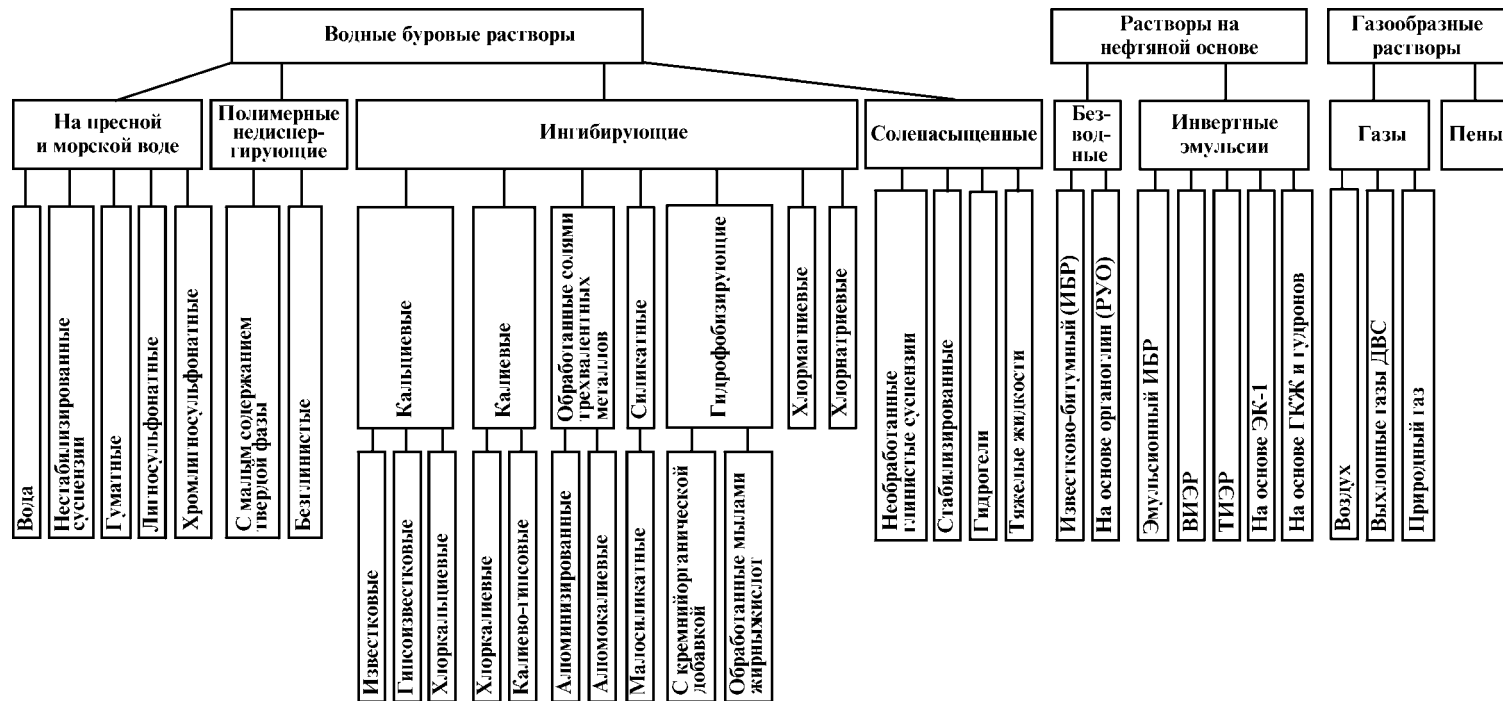 Водные буровые растворы
Растворы на
нефтяной основе
Газообразные
растворы
На пресной
и морской воде
Полимерные
недиспер-
гирующие
Ингибирующие
Соленасыщенные
Без-
вод-
ные
Инвертные
эмульсии
Газы
Пены
Вода
Нестабилизированные
суспензии
Гуматные
Лигносульфонатные
Хромлигносульфонатные
С малым содержанием
твердой фазы
Безглинистые
Кальциевые
Калиевые
Обработанные солями
трехвалентных
металлов
Силикатные
Гидрофобизирующие
Хлормагниевые
Хлорнатриевые
Необработанные
глинистые суспензии
Стабилизированные
Гидрогели
Тяжелые жидкости
Известково-битумный (ИБР)
На основе органоглин (РУО)
Эмульсионный ИБР
ВИЭР
ТИЭР
На основе ЭК-1
На основе ГКЖ и гудронов
Воздух
Выхлопные газы ДВС
Природный газ
Известковые
Гипсоизвестковые
Хлоркальциевые
Хлоркалиевые
Калиево-гипсовые
Алюминизированные
Алюмокалиевые
Малосиликатные
С кремнийорганической
добавкой
Обработанные мылами
жирныхкислот